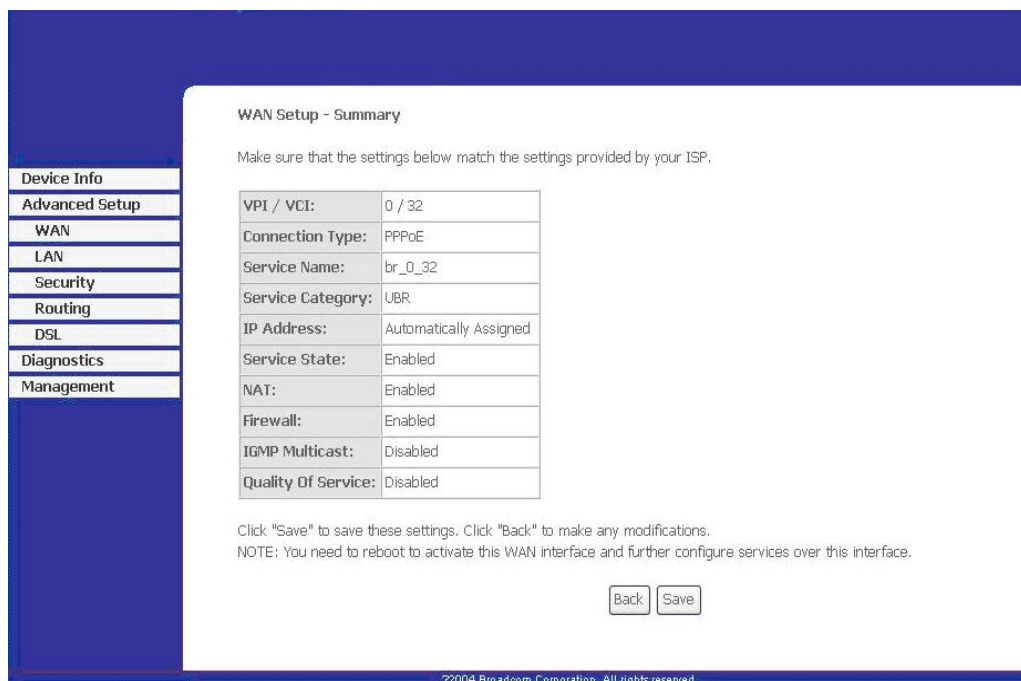 WAN Setup - Summary
Make sure that the settings below match the settings provided by your ISP.
Device Info
Advanced Setup
WAN
LAN
Security
Routing
DSL
Diagnostics
Management
VPI / VCI: 0 / 32
Connection Type: PPPoE
Service Name: br_0_32
Service Category: UBR
IP Address: Automatically Assigned
Service State: Enabled
NAT: Enabled
Firewall: Enabled
IGMP Multicast: Disabled
Quality Of Service: Disabled
Click "Save" to save these settings. Click "Back" to make any modifications.
NOTE: You need to reboot to activate this WAN interface and further configure services over this interface.
Back Save
?2004 Broadcom Corporation. All rights reserved.